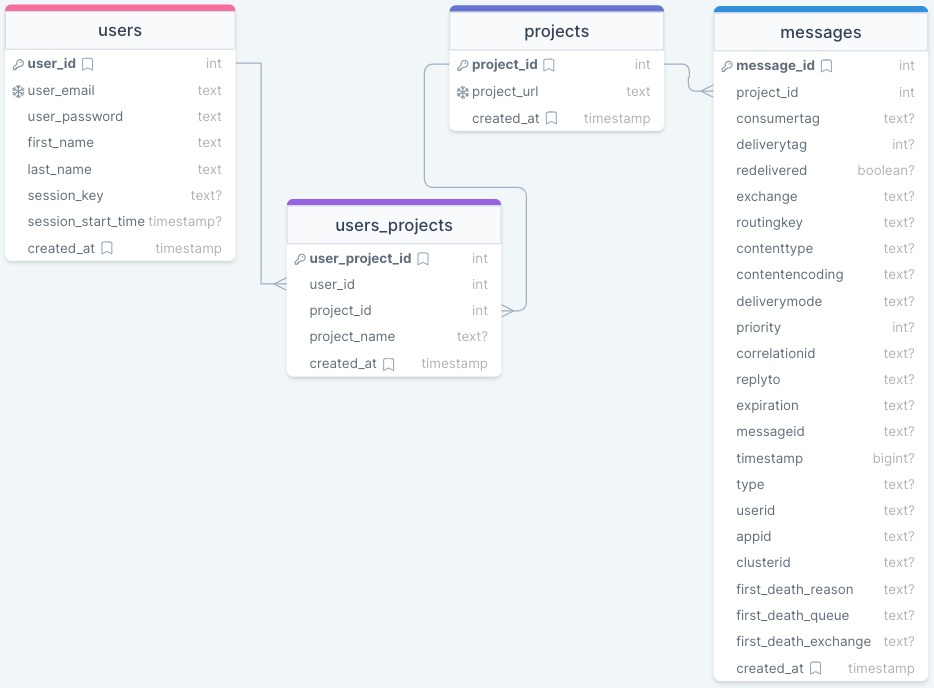 users
user_id int
user_email text
user_password text
first_name text
last_name text
session_key text?
session_start_time timestamp?
created_at timestamp
projects
project_id int
project_url text
created_at timestamp
users_projects
user_project_id int
user_id int
project_id int
project_name text?
created_at timestamp
messages
message_id int
project_id int
consumertag text?
deliverytag int?
redelivered boolean?
exchange text?
routingkey text?
contenttype text?
contentencoding text?
deliverymode text?
priority int?
correlationid text?
replyto text?
expiration text?
messageid text?
timestamp bigint?
type text?
userid text?
appid text?
clusterid text?
first_death_reason text?
first_death_queue text?
first_death_exchange text?
created_at timestamp